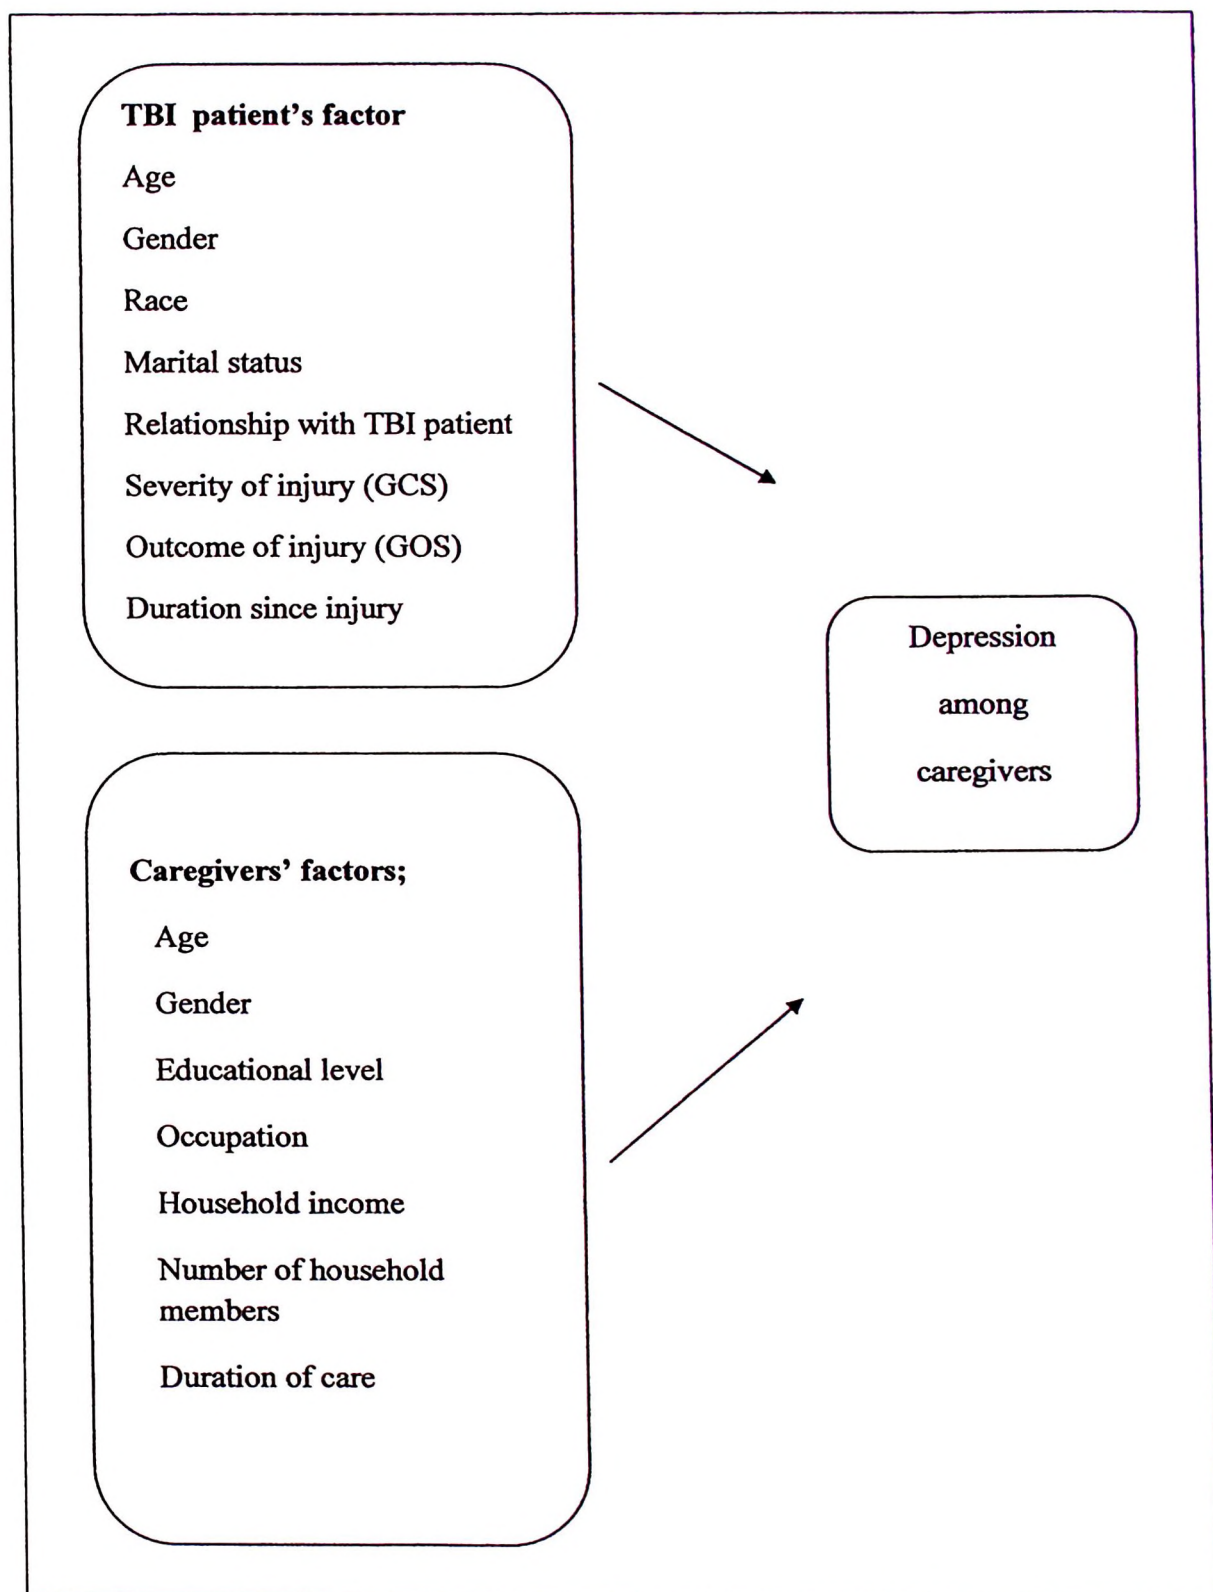 TBI patient's factor
Age
Gender
Race
Marital status
Relationship with TBI patient
Severity of injury (GCS)
Outcome of injury (GOS)
Duration since injury
Depression
among
caregivers
Caregivers' factors;
Age
Gender
Educational level
Occupation
Household income
Number of household
members
Duration of care